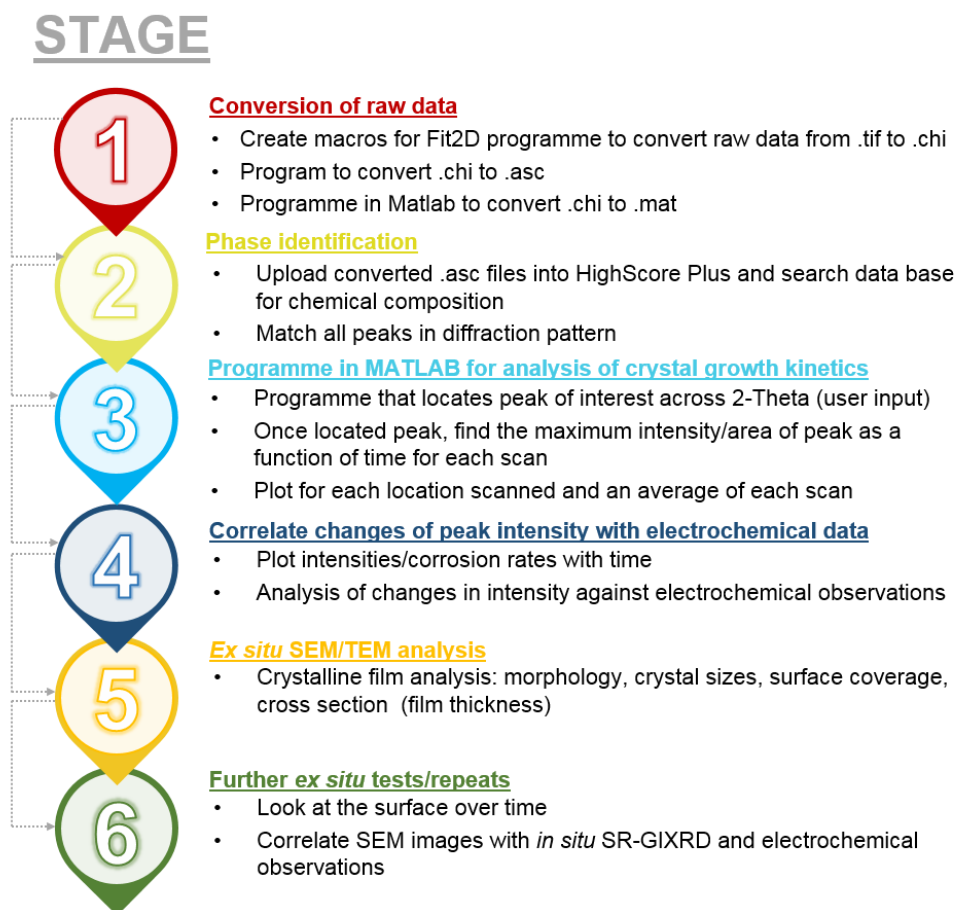 STAGE
1
Conversion of raw data
• Create macros for Fit2D programme to convert raw data from .tif to .chi
• Program to convert .chi to .asc
• Programme in Matlab to convert .chi to .mat
2
Phase identification
• Upload converted .asc files into HighScore Plus and search data base
for chemical composition
• Match all peaks in diffraction pattern
3
Programme in MATLAB for analysis of crystal growth kinetics
• Programme that locates peak of interest across 2-Theta (user input)
• Once located peak, find the maximum intensity/area of peak as a
function of time for each scan
• Plot for each location scanned and an average of each scan
4
Correlate changes of peak intensity with electrochemical data
• Plot intensities/corrosion rates with time
• Analysis of changes in intensity against electrochemical observations
5
Ex situ SEM/TEM analysis
• Crystalline film analysis: morphology, crystal sizes, surface coverage,
cross section (film thickness)
6
Further ex situ tests/repeats
• Look at the surface over time
• Correlate SEM images with in situ SR-GIXRD and electrochemical
observations